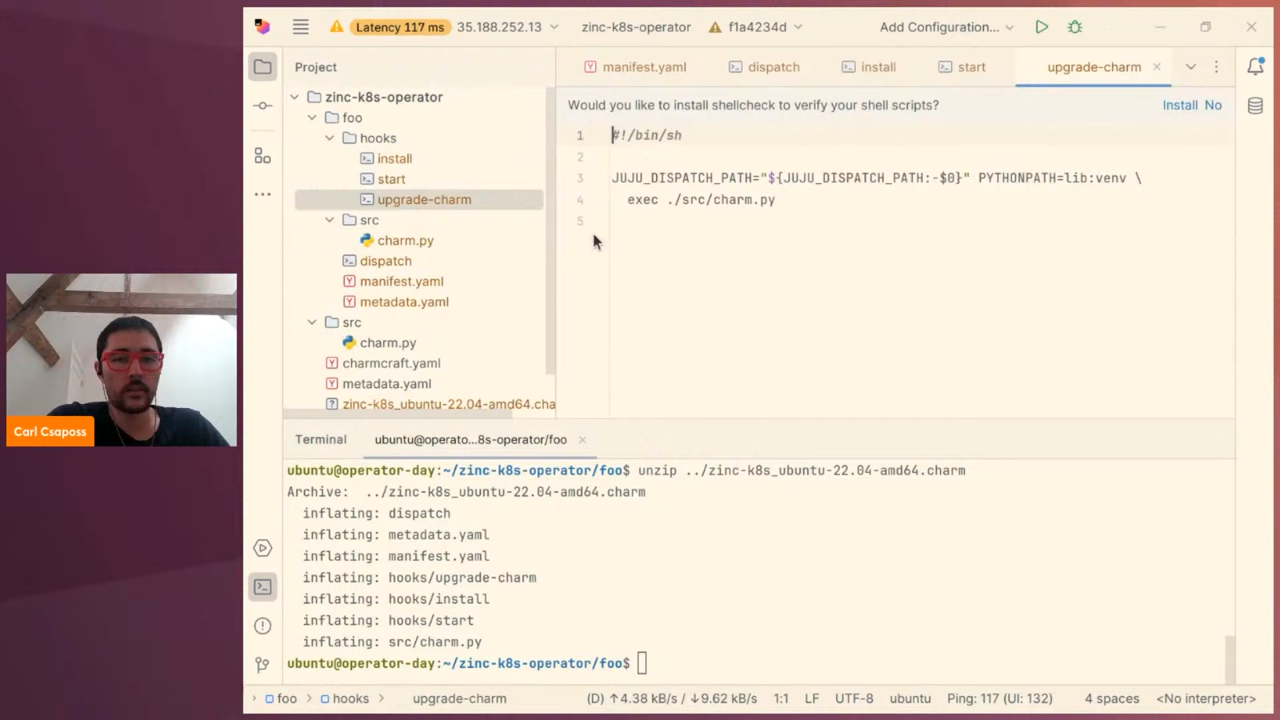 Latency 117 ms 35.188.252.13 zinc-k8s-operator f1a4234d Add Configuration...
Project
manifest.yaml dispatch install start upgrade-charm
zinc-k8s-operator
foo
hooks
install
start
upgrade-charm
src
charm.py
dispatch
manifest.yaml
metadata.yaml
src
charm.py
charmcraft.yaml
metadata.yaml
zinc-k8s_ubuntu-22.04-amd64.cha
Would you like to install shellcheck to verify your shell scripts? Install No
1 #!/bin/sh
2
3 JUJU_DISPATCH_PATH="${JUJU_DISPATCH_PATH:-$0}" PYTHONPATH=lib:venv \
4 exec ./src/charm.py
5
Carl Csaposs
Terminal ubuntu@operato...8s-operator/foo
ubuntu@operator-day:~/zinc-k8s-operator/foo$ unzip ../zinc-k8s_ubuntu-22.04-amd64.charm
Archive: ../zinc-k8s_ubuntu-22.04-amd64.charm
inflating: dispatch
inflating: metadata.yaml
inflating: manifest.yaml
inflating: hooks/upgrade-charm
inflating: hooks/install
inflating: hooks/start
inflating: src/charm.py
ubuntu@operator-day:~/zinc-k8s-operator/foo$
foo > hooks > upgrade-charm (D) ↑4.38 kB/s / ↓9.62 kB/s 1:1 LF UTF-8 ubuntu Ping: 117 (UI: 132) 4 spaces <No interpreter>